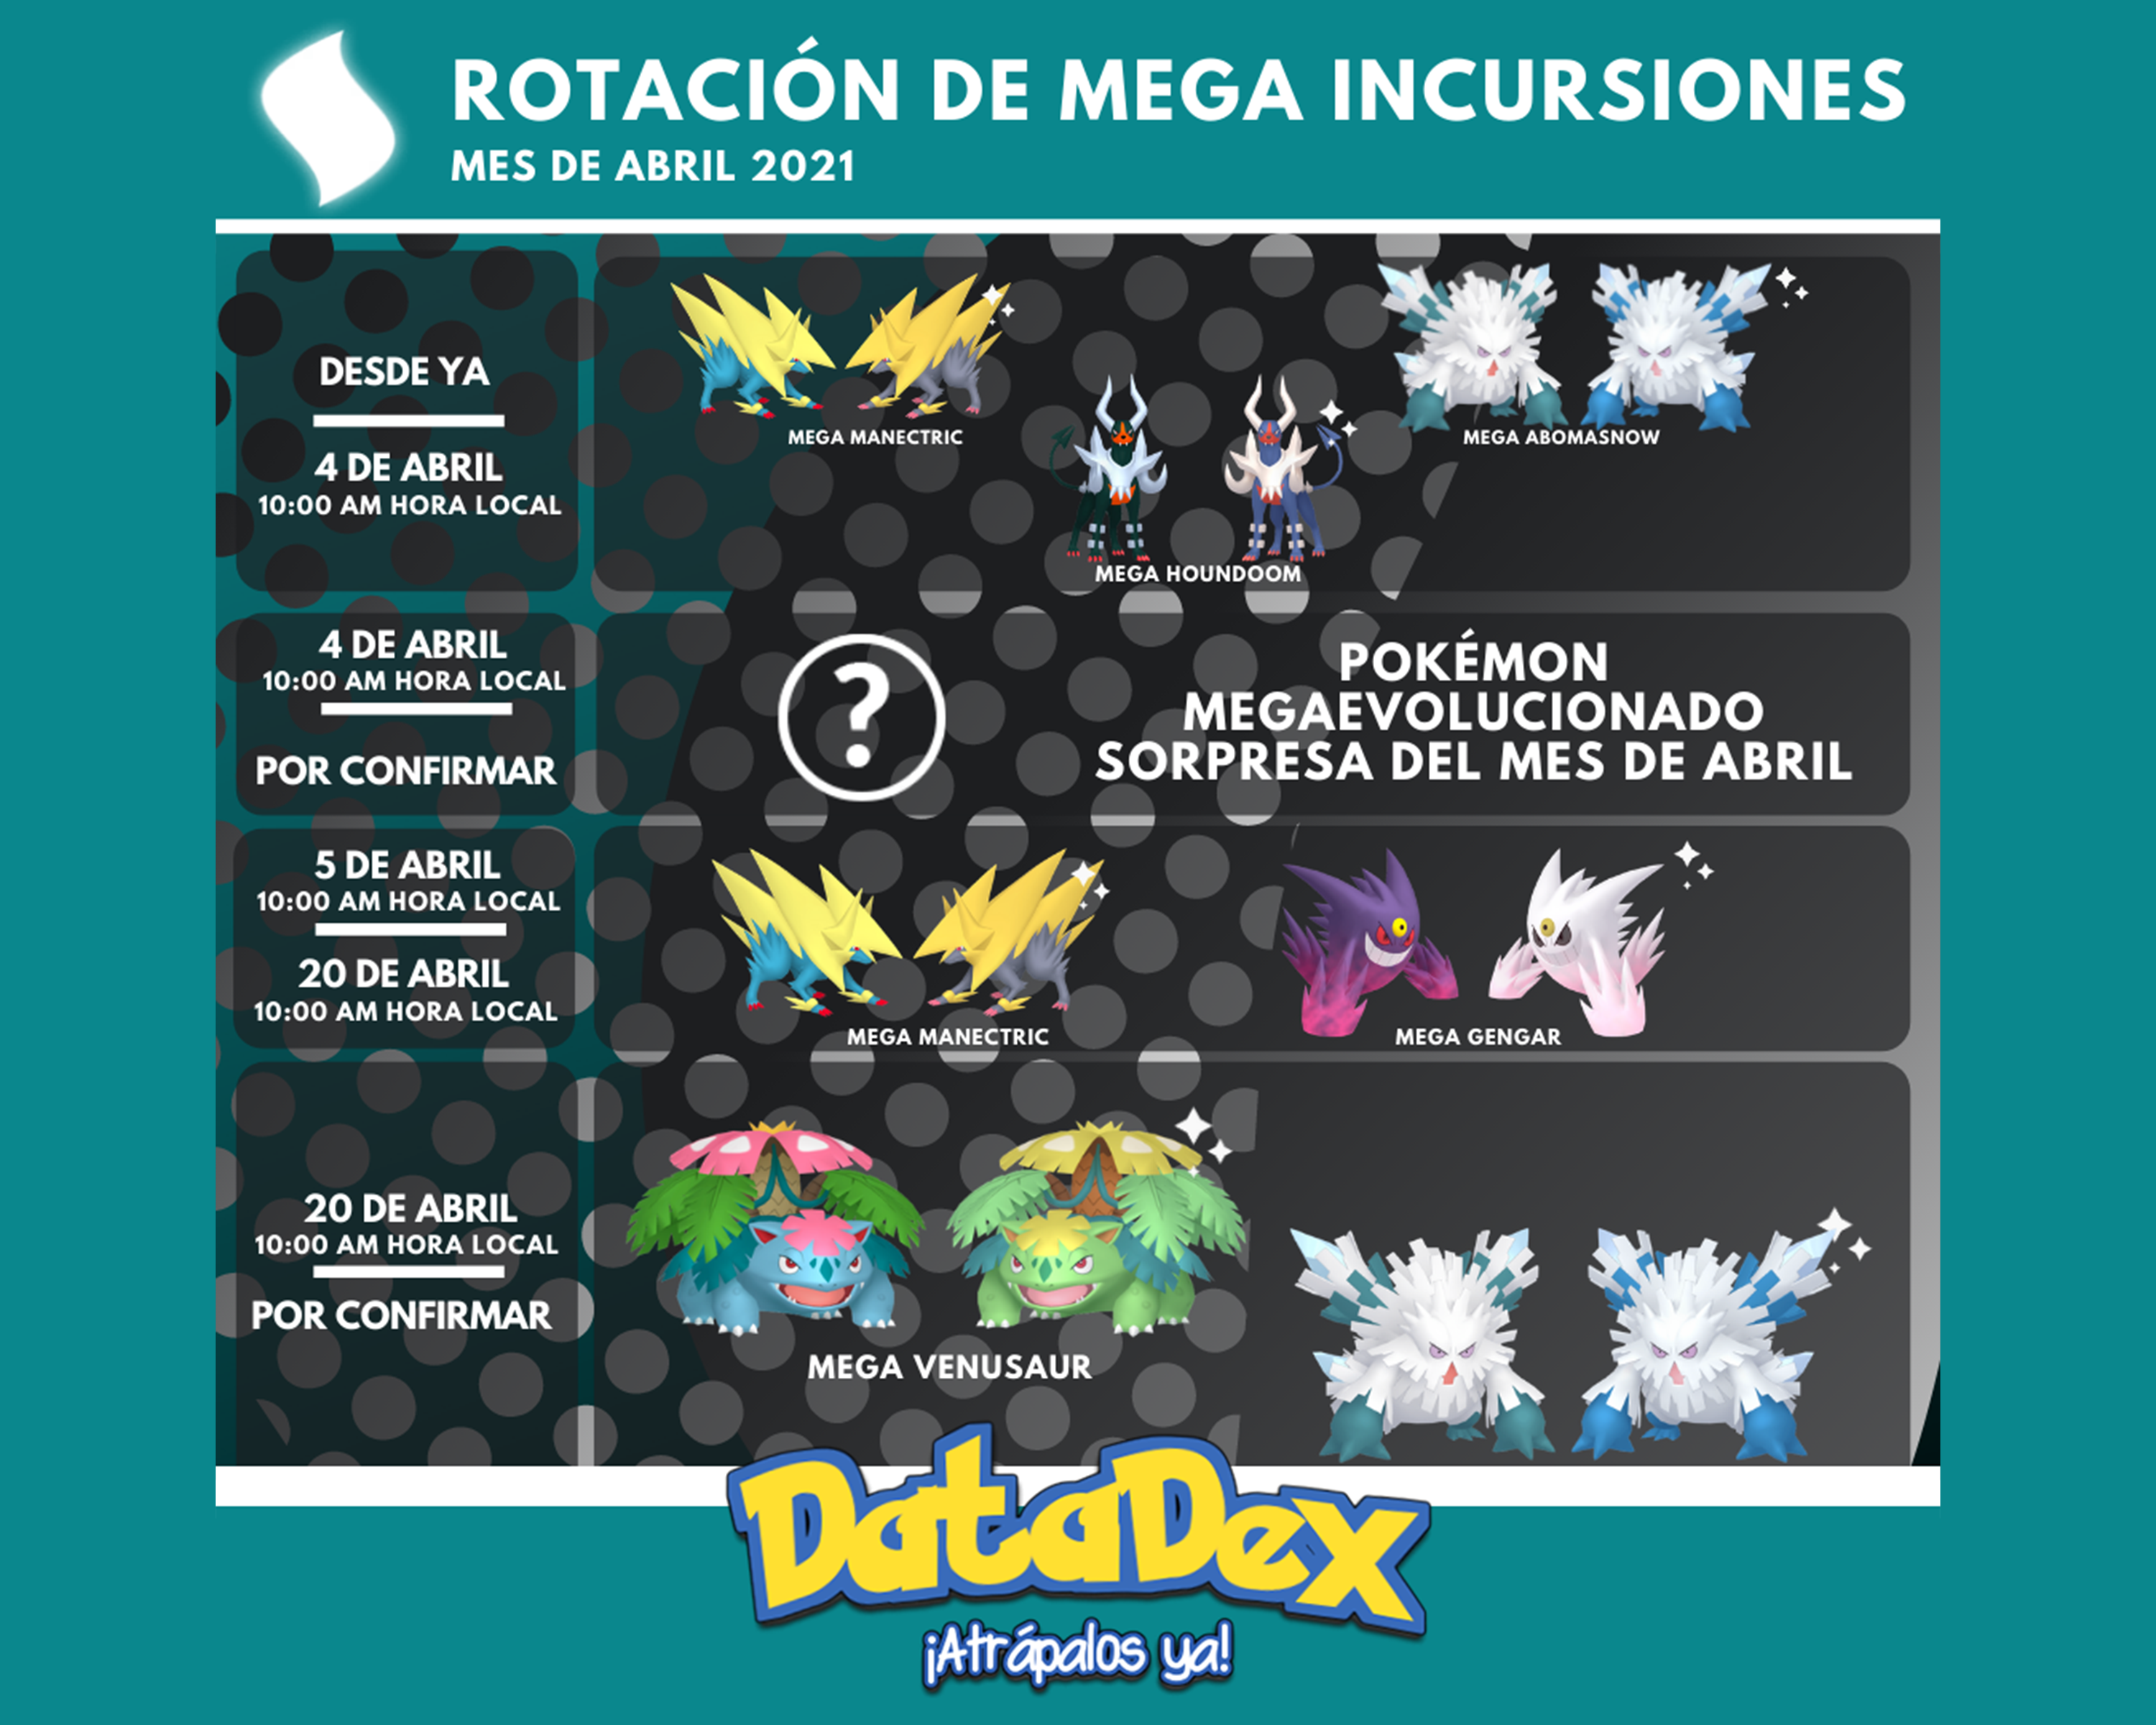 ROTACIÓN DE MEGA INCURSIONES
MES DE ABRIL 2021
DESDE YA
4 DE ABRIL
10:00 AM HORA LOCAL
MEGA MANECTRIC
MEGA HOUNDOOM
MEGA ABOMASNOW
4 DE ABRIL
10:00 AM HORA LOCAL
POR CONFIRMAR
?
POKÉMON
MEGAEVOLUCIONADO
SORPRESA DEL MES DE ABRIL
5 DE ABRIL
10:00 AM HORA LOCAL
20 DE ABRIL
10:00 AM HORA LOCAL
MEGA MANECTRIC
MEGA GENGAR
20 DE ABRIL
10:00 AM HORA LOCAL
POR CONFIRMAR
MEGA VENUSAUR
DataDex
¡Atrápalos ya!